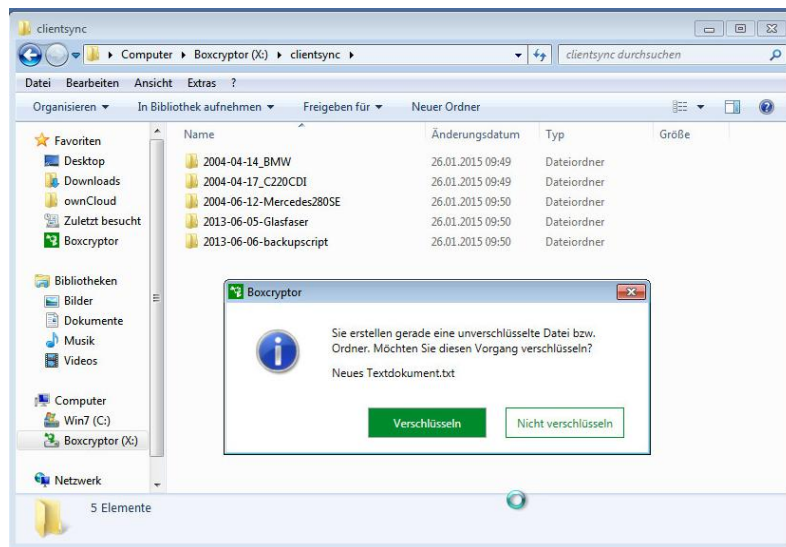 clientsync
Computer Boxcryptor (X:) clientsync
clientsync durchsuchen
Datei Bearbeiten Ansicht Extras ?
Organisieren In Bibliothek aufnehmen Freigeben für Neuer Ordner
Favoriten
Desktop
Downloads
ownCloud
Zuletzt besucht
Boxcryptor
Bibliotheken
Bilder
Dokumente
Musik
Videos
Computer
Win7 (C:)
Boxcryptor (X:)
Netzwerk
Name Änderungsdatum Typ Größe
2004-04-14_BMW 26.01.2015 09:49 Dateiordner
2004-04-17_C220CDI 26.01.2015 09:49 Dateiordner
2004-06-12-Mercedes280SE 26.01.2015 09:50 Dateiordner
2013-06-05-Glasfaser 26.01.2015 09:50 Dateiordner
2013-06-06-backupscript 26.01.2015 09:50 Dateiordner
Boxcryptor
Sie erstellen gerade eine unverschlüsselte Datei bzw.
Ordner. Möchten Sie diesen Vorgang verschlüsseln?
Neues Textdokument.txt
Verschlüsseln Nicht verschlüsseln
5 Elemente